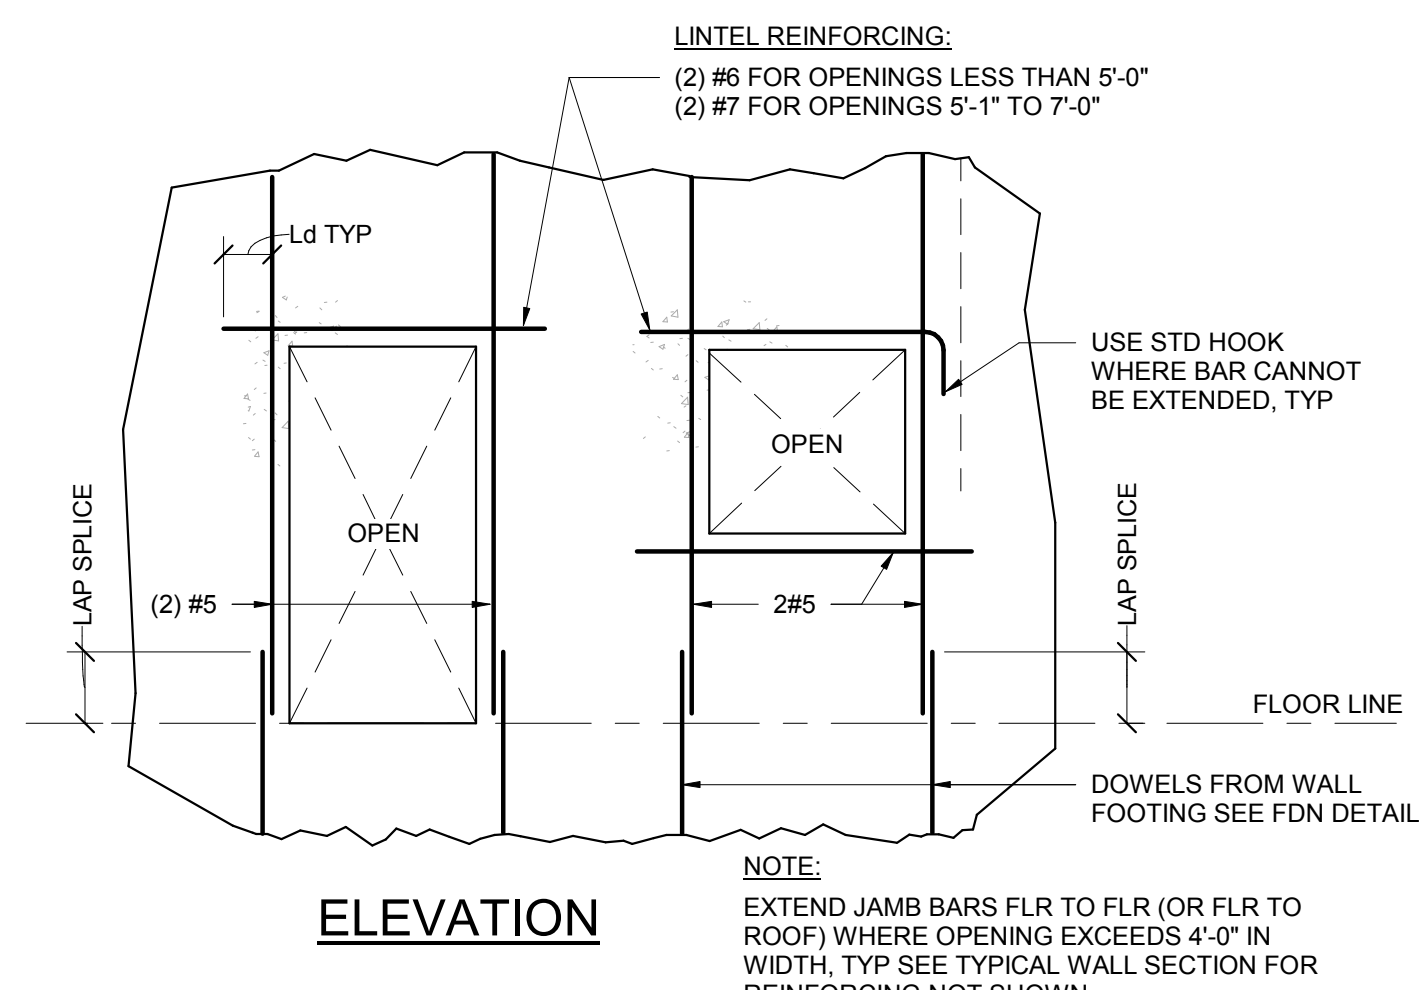 LINTEL REINFORCING:
(2) #6 FOR OPENINGS LESS THAN 5'-0"
(2) #7 FOR OPENINGS 5'-1" TO 7'-0"
Ld TYP
USE STD HOOK
WHERE BAR CANNOT
BE EXTENDED, TYP
OPEN
OPEN
LAP SPLICE
LAP SPLICE
(2) #5
2#5
FLOOR LINE
DOWELS FROM WALL
FOOTING SEE FDN DETAIL
ELEVATION
NOTE:
EXTEND JAMB BARS FLR TO FLR (OR FLR TO
ROOF) WHERE OPENING EXCEEDS 4'-0" IN
WIDTH, TYP SEE TYPICAL WALL SECTION FOR
REINFORCING NOT SHOWN